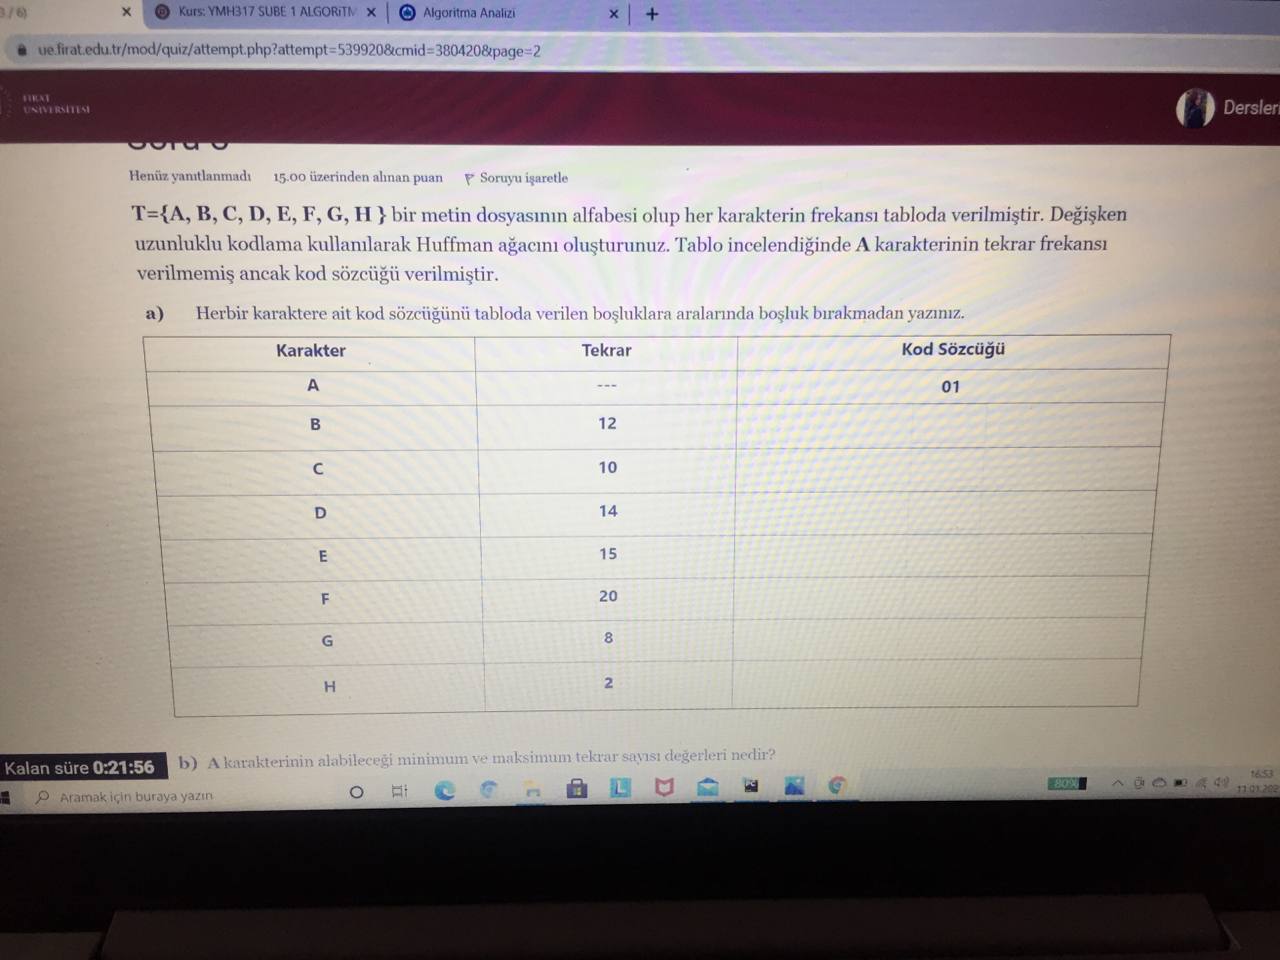 3/6)
Kurs: YMH317 SUBE 1 ALGORİTM
Algoritma Analizi
ue.firat.edu.tr/mod/quiz/attempt.php?attempt=539920&cmid=380420&page=2
FIRAT
ÜNİVERSİTESİ
Dersler
Henüz yanıtlanmadı 15.00 üzerinden alınan puan Soruyu işaretle
T={A, B, C, D, E, F, G, H } bir metin dosyasının alfabesi olup her karakterin frekansı tabloda verilmiştir. Değişken
uzunluklu kodlama kullanılarak Huffman ağacını oluşturunuz. Tablo incelendiğinde A karakterinin tekrar frekansı
verilmemiş ancak kod sözcüğü verilmiştir.
a) Herbir karaktere ait kod sözcüğünü tabloda verilen boşluklara aralarında boşluk bırakmadan yazınız.
Karakter Tekrar Kod Sözcüğü
A --- 01
B 12
C 10
D 14
E 15
F 20
G 8
H 2
b) A karakterinin alabileceği minimum ve maksimum tekrar sayısı değerleri nedir?
Kalan süre 0:21:56
Aramak için buraya yazın
80%
16:53